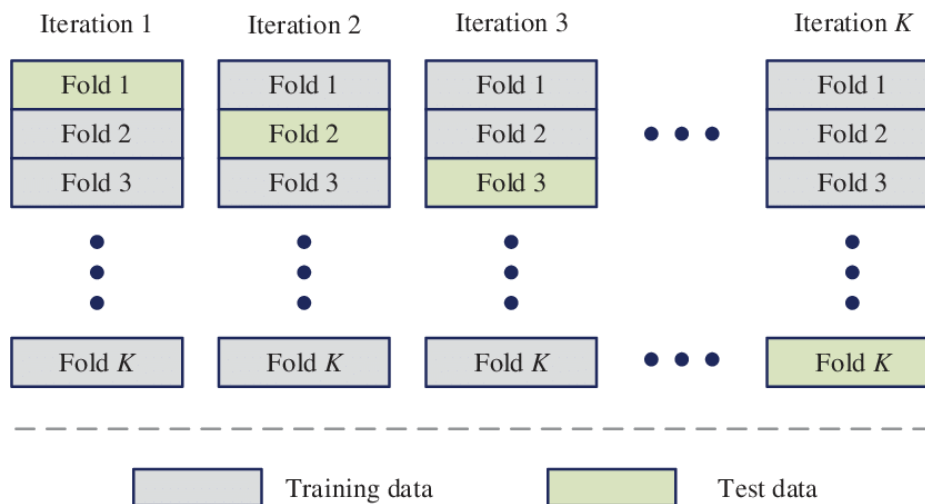 Iteration 1 Iteration 2 Iteration 3 Iteration K
Fold 1 Fold 1 Fold 1 Fold 1
Fold 2 Fold 2 Fold 2 Fold 2
Fold 3 Fold 3 Fold 3 Fold 3
Fold K Fold K Fold K Fold K
Training data Test data